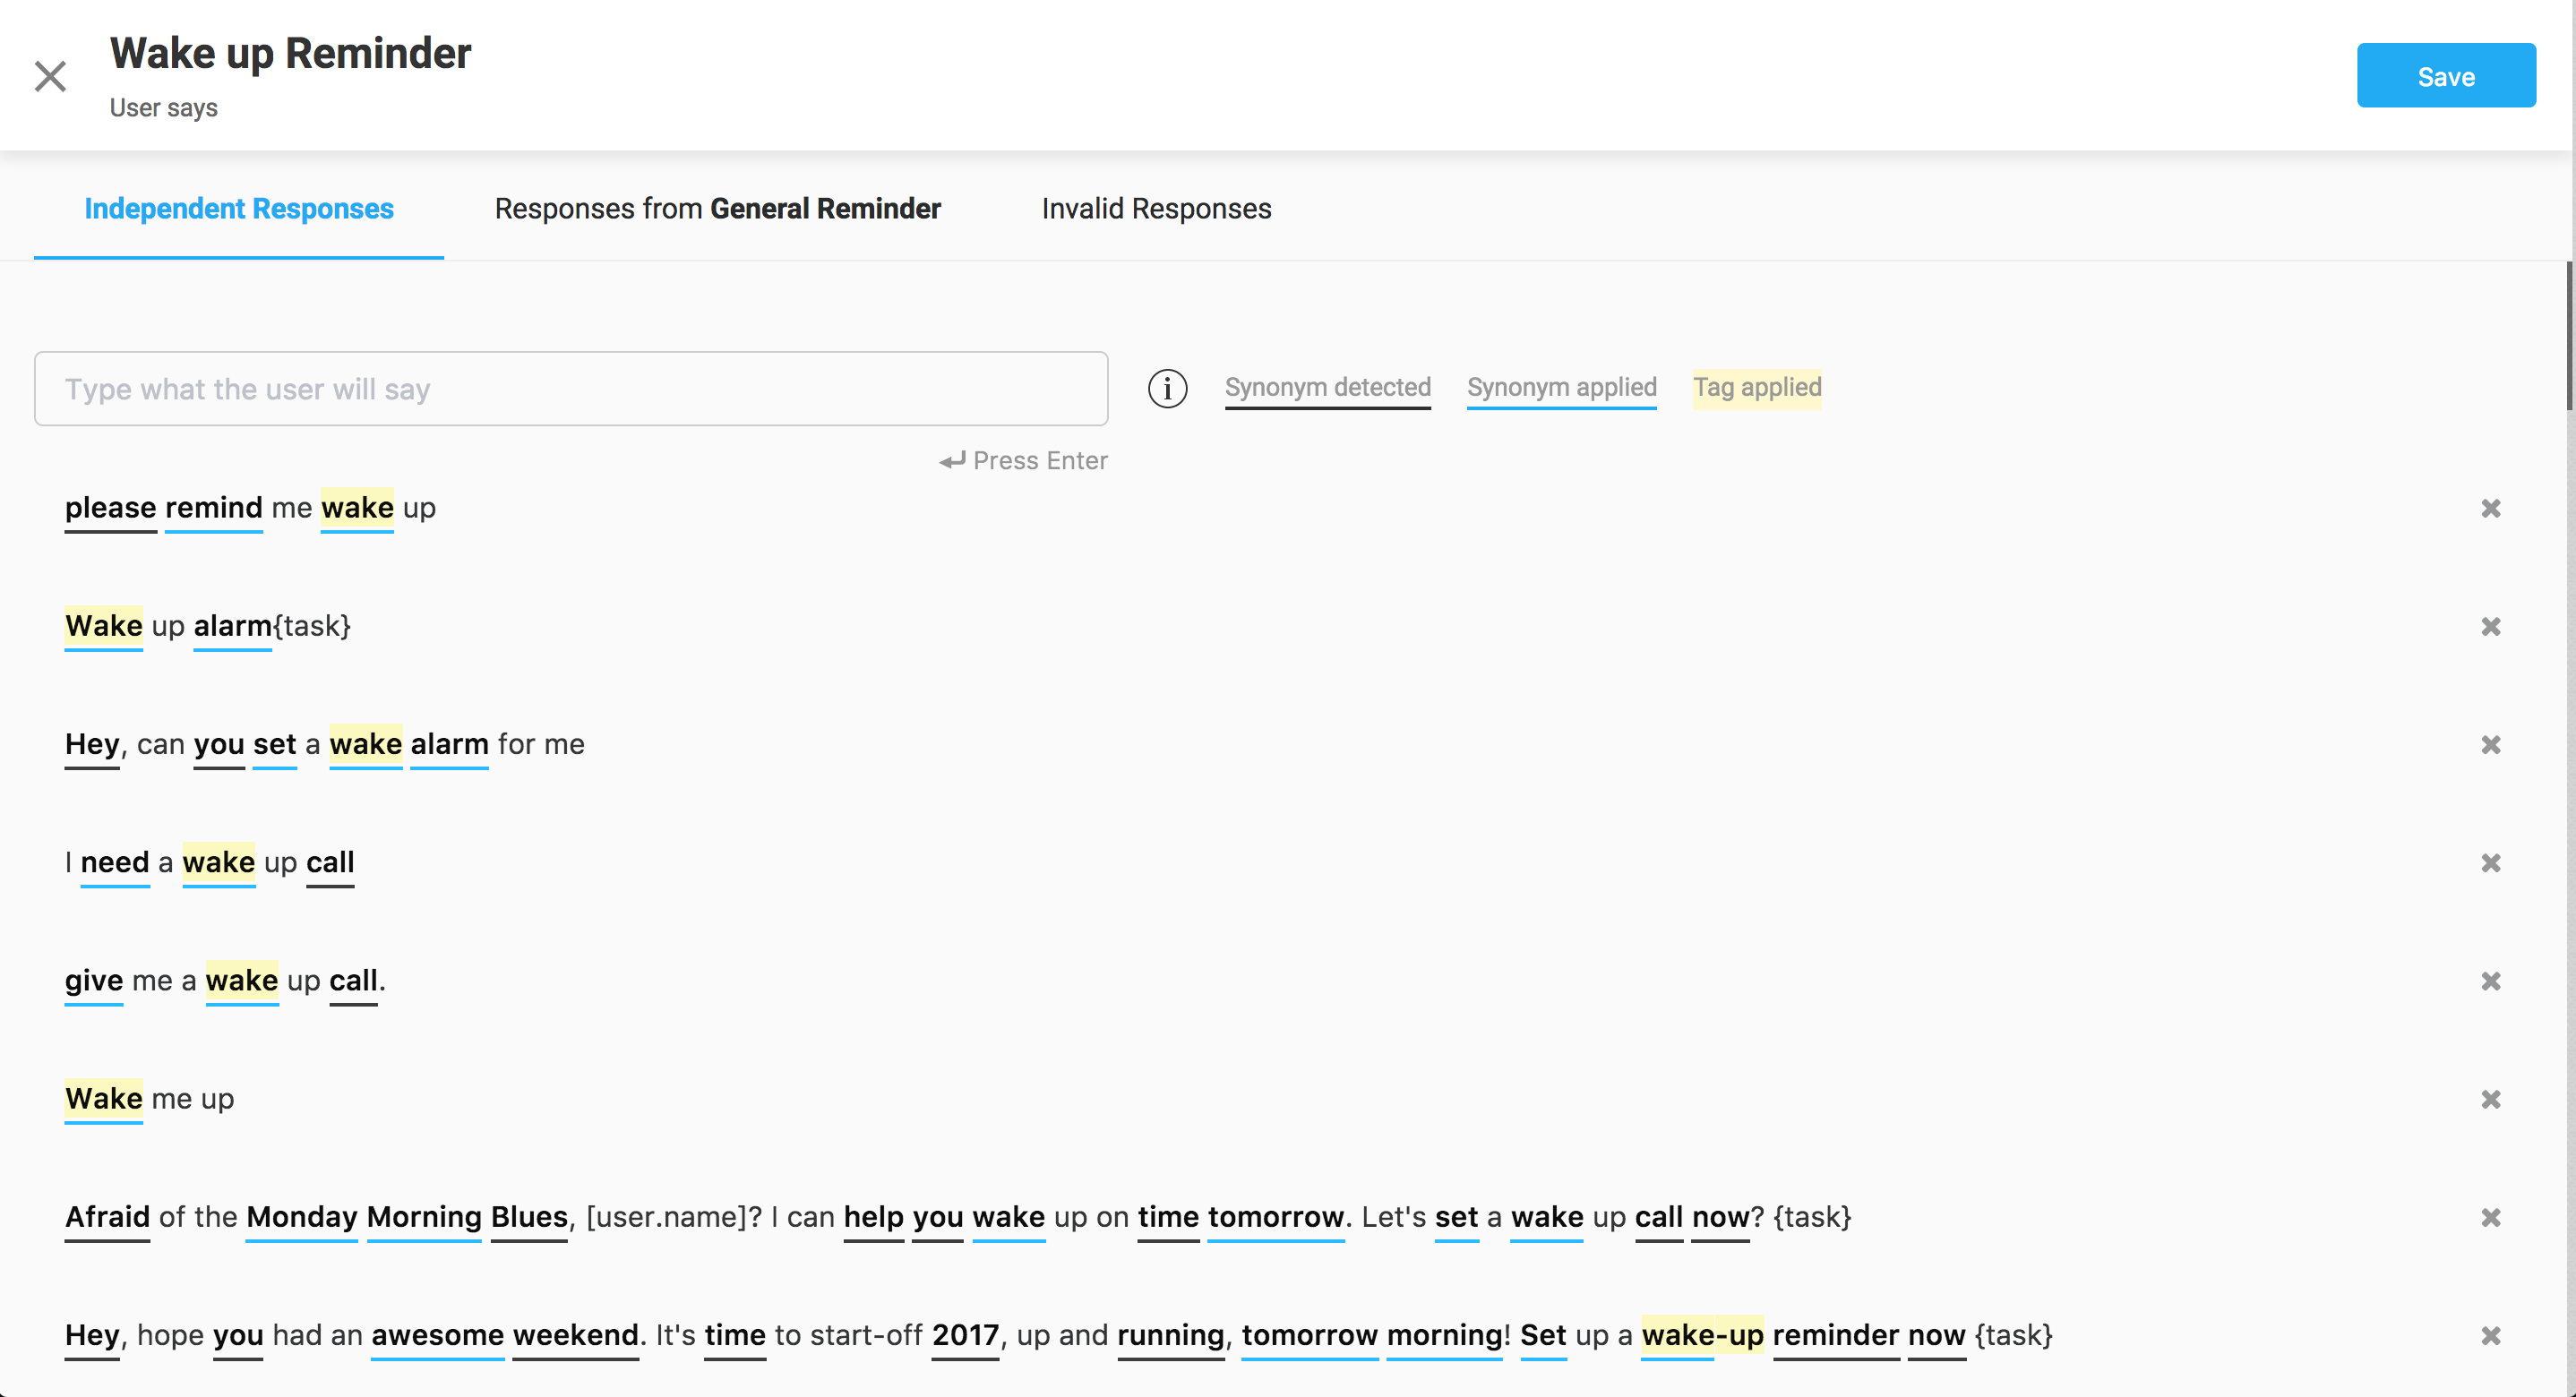 Wake up Reminder
User says
Save
Independent Responses Responses from General Reminder Invalid Responses
Type what the user will say
Synonym detected Synonym applied Tag applied
Press Enter
please remind me wake up
Wake up alarm{task}
Hey, can you set a wake alarm for me
I need a wake up call
give me a wake up call.
Wake me up
Afraid of the Monday Morning Blues, [user.name]? I can help you wake up on time tomorrow. Let's set a wake up call now? {task}
Hey, hope you had an awesome weekend. It's time to start-off 2017, up and running, tomorrow morning! Set up a wake-up reminder now {task}